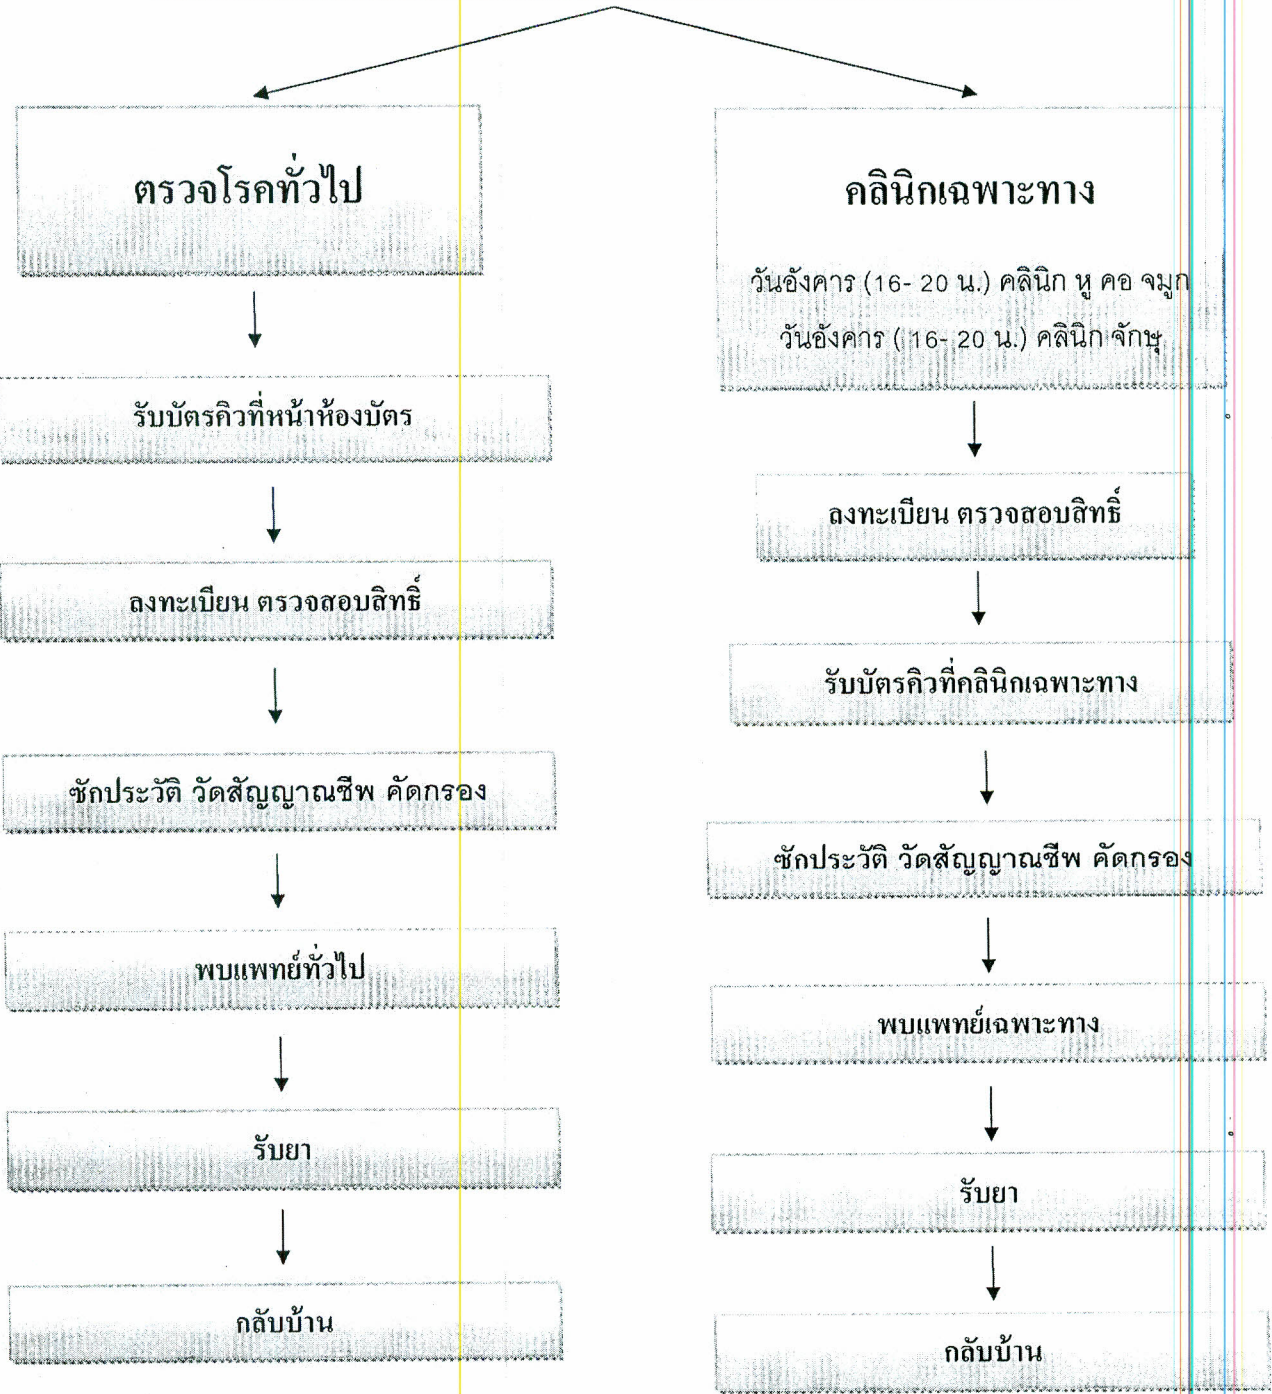 ตรวจโรคทั่วไป
รับบัตรคิวที่หน้าห้องบัตร
ลงทะเบียน ตรวจสอบสิทธิ์
ซักประวัติ วัดสัญญาณชีพ คัดกรอง
พบแพทย์ทั่วไป
รับยา
กลับบ้าน
คลินิกเฉพาะทาง
วันอังคาร (16- 20 น.) คลินิก หู คอ จมูก
วันอังคาร ( 16- 20 น.) คลินิก จักษุ
ลงทะเบียน ตรวจสอบสิทธิ์
รับบัตรคิวที่คลินิกเฉพาะทาง
ซักประวัติ วัดสัญญาณชีพ คัดกรอง
พบแพทย์เฉพาะทาง
รับยา
กลับบ้าน